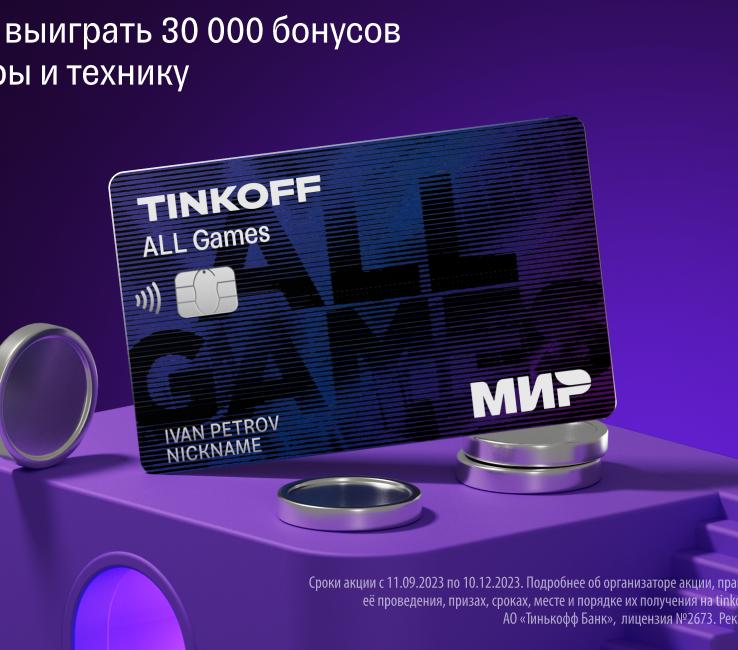 выиграть 30 000 бонусов
ры и технику
TINKOFF
ALL Games
ALL
GAMES
МИР
IVAN PETROV
NICKNAME
Сроки акции с 11.09.2023 по 10.12.2023. Подробнее об организаторе акции, пра
её проведения, призах, сроках, месте и порядке их получения на tinko
АО «Тинькофф Банк», лицензия №2673. Рек